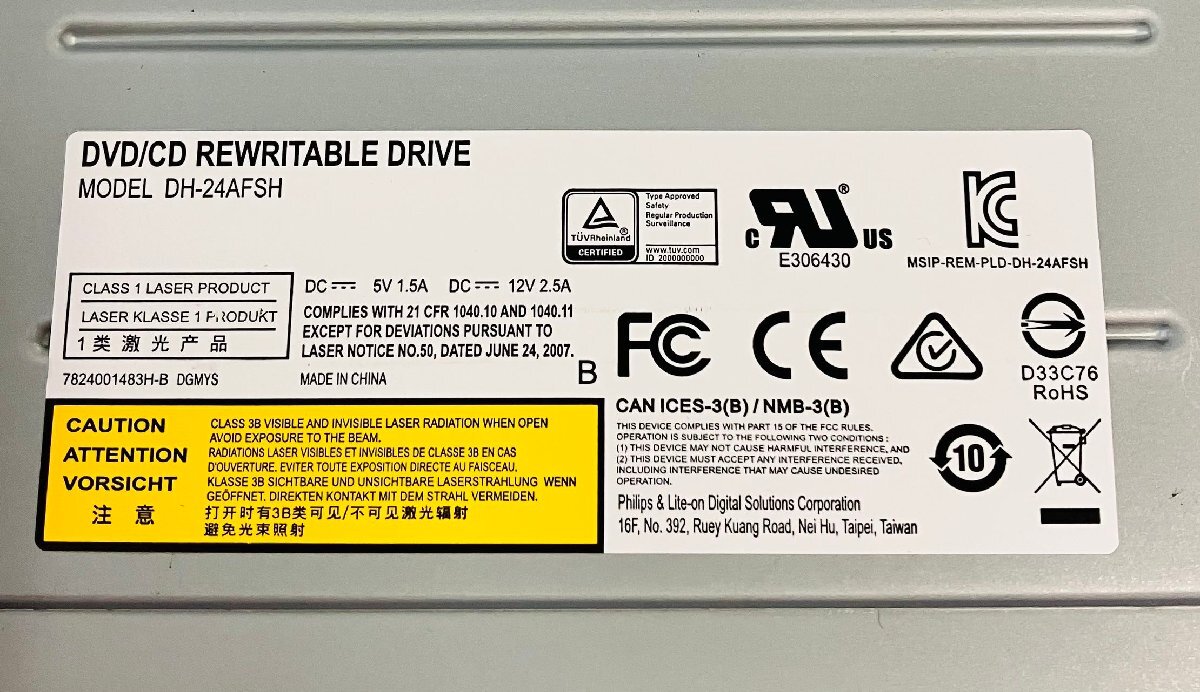 DVD/CD REWRITABLE DRIVE
MODEL DH-24AFSH
TÜVRheinland®
CERTIFIED
Type Approved
Safety
Regular Production
Surveillance
www.tuv.com
ID 2000000000
c RU® US
E306430
KC
MSIP-REM-PLD-DH-24AFSH
CLASS 1 LASER PRODUCT
LASER KLASSE 1 PRODUKT
1 类 激 光 产 品
DC 5V 1.5A DC 12V 2.5A
COMPLIES WITH 21 CFR 1040.10 AND 1040.11
EXCEPT FOR DEVIATIONS PURSUANT TO
LASER NOTICE NO.50, DATED JUNE 24, 2007.
7824001483H-B DGMYS
MADE IN CHINA
B
FC CE
D33C76
RoHS
CAUTION
ATTENTION
VORSICHT
注 意
CLASS 3B VISIBLE AND INVISIBLE LASER RADIATION WHEN OPEN
AVOID EXPOSURE TO THE BEAM.
RADIATIONS LASER VISIBLES ET INVISIBLES DE CLASSE 3B EN CAS
D'OUVERTURE. EVITER TOUTE EXPOSITION DIRECTE AU FAISCEAU.
KLASSE 3B SICHTBARE UND UNSICHTBARE LASERSTRAHLUNG WENN
GEÖFFNET. DIREKTEN KONTAKT MIT DEM STRAHL VERMEIDEN.
打开时有3B类可见/不可见激光辐射
避免光束照射
CAN ICES-3(B) / NMB-3(B)
THIS DEVICE COMPLIES WITH PART 15 OF THE FCC RULES.
OPERATION IS SUBJECT TO THE FOLLOWING TWO CONDITIONS :
(1) THIS DEVICE MAY NOT CAUSE HARMFUL INTERFERENCE, AND
(2) THIS DEVICE MUST ACCEPT ANY INTERFERENCE RECEIVED,
INCLUDING INTERFERENCE THAT MAY CAUSE UNDESIRED
OPERATION.
10
Philips & Lite-on Digital Solutions Corporation
16F, No. 392, Ruey Kuang Road, Nei Hu, Taipei, Taiwan